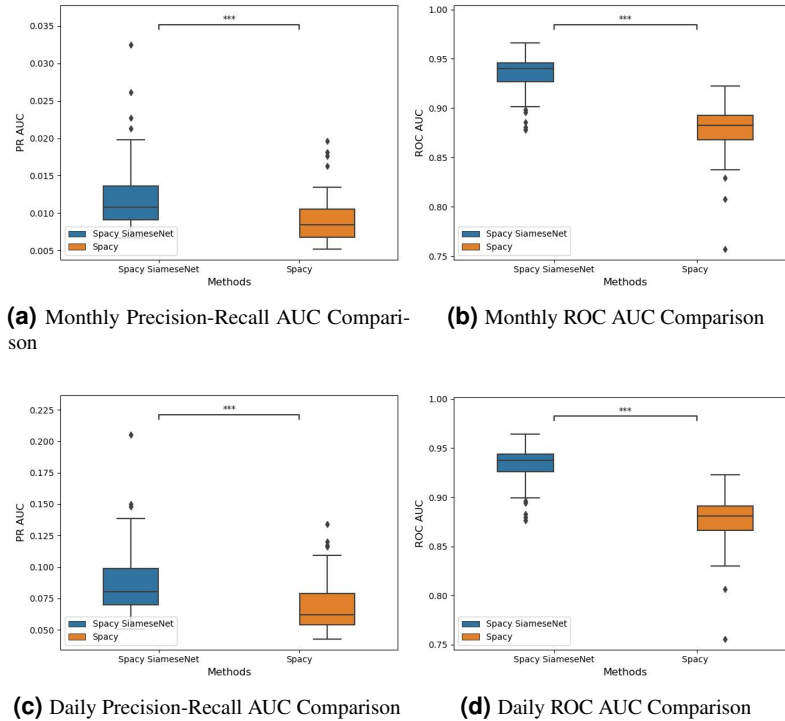 ***
0.035
0.030
0.025
0.020
0.015
0.010
0.005
PR AUC
Spacy SiameseNet
Spacy
Spacy SiameseNet
Spacy
Methods
(a) Monthly Precision-Recall AUC Compari-
son
***
1.00
0.95
0.90
0.85
0.80
0.75
ROC AUC
Spacy SiameseNet
Spacy
Spacy SiameseNet
Spacy
Methods
(b) Monthly ROC AUC Comparison
***
0.225
0.200
0.175
0.150
0.125
0.100
0.075
0.050
PR AUC
Spacy SiameseNet
Spacy
Spacy SiameseNet
Spacy
Methods
(c) Daily Precision-Recall AUC Comparison
***
1.00
0.95
0.90
0.85
0.80
0.75
ROC AUC
Spacy SiameseNet
Spacy
Spacy SiameseNet
Spacy
Methods
(d) Daily ROC AUC Comparison